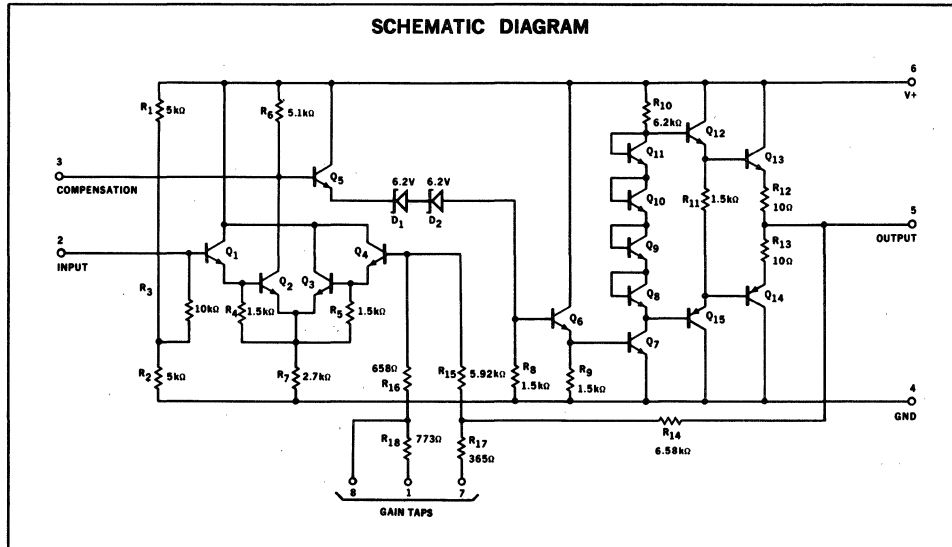 SCHEMATIC DIAGRAM
6
V+
R1
5kΩ
R6
5.1kΩ
R10
6.2kΩ
Q12
Q11
Q13
3
COMPENSATION
Q5
6.2V
6.2V
D1
D2
Q10
R11
1.5kΩ
R12
10Ω
5
OUTPUT
2
INPUT
Q1
Q4
Q9
R13
10Ω
Q2
Q3
R3
10kΩ
R4
1.5kΩ
R5
1.5kΩ
Q8
Q14
Q6
Q7
Q15
R2
5kΩ
R7
2.7kΩ
658Ω
R16
R15
5.92kΩ
R8
1.5kΩ
R9
1.5kΩ
4
GND
R18
773Ω
R17
365Ω
R14
6.58kΩ
8
1
7
GAIN TAPS